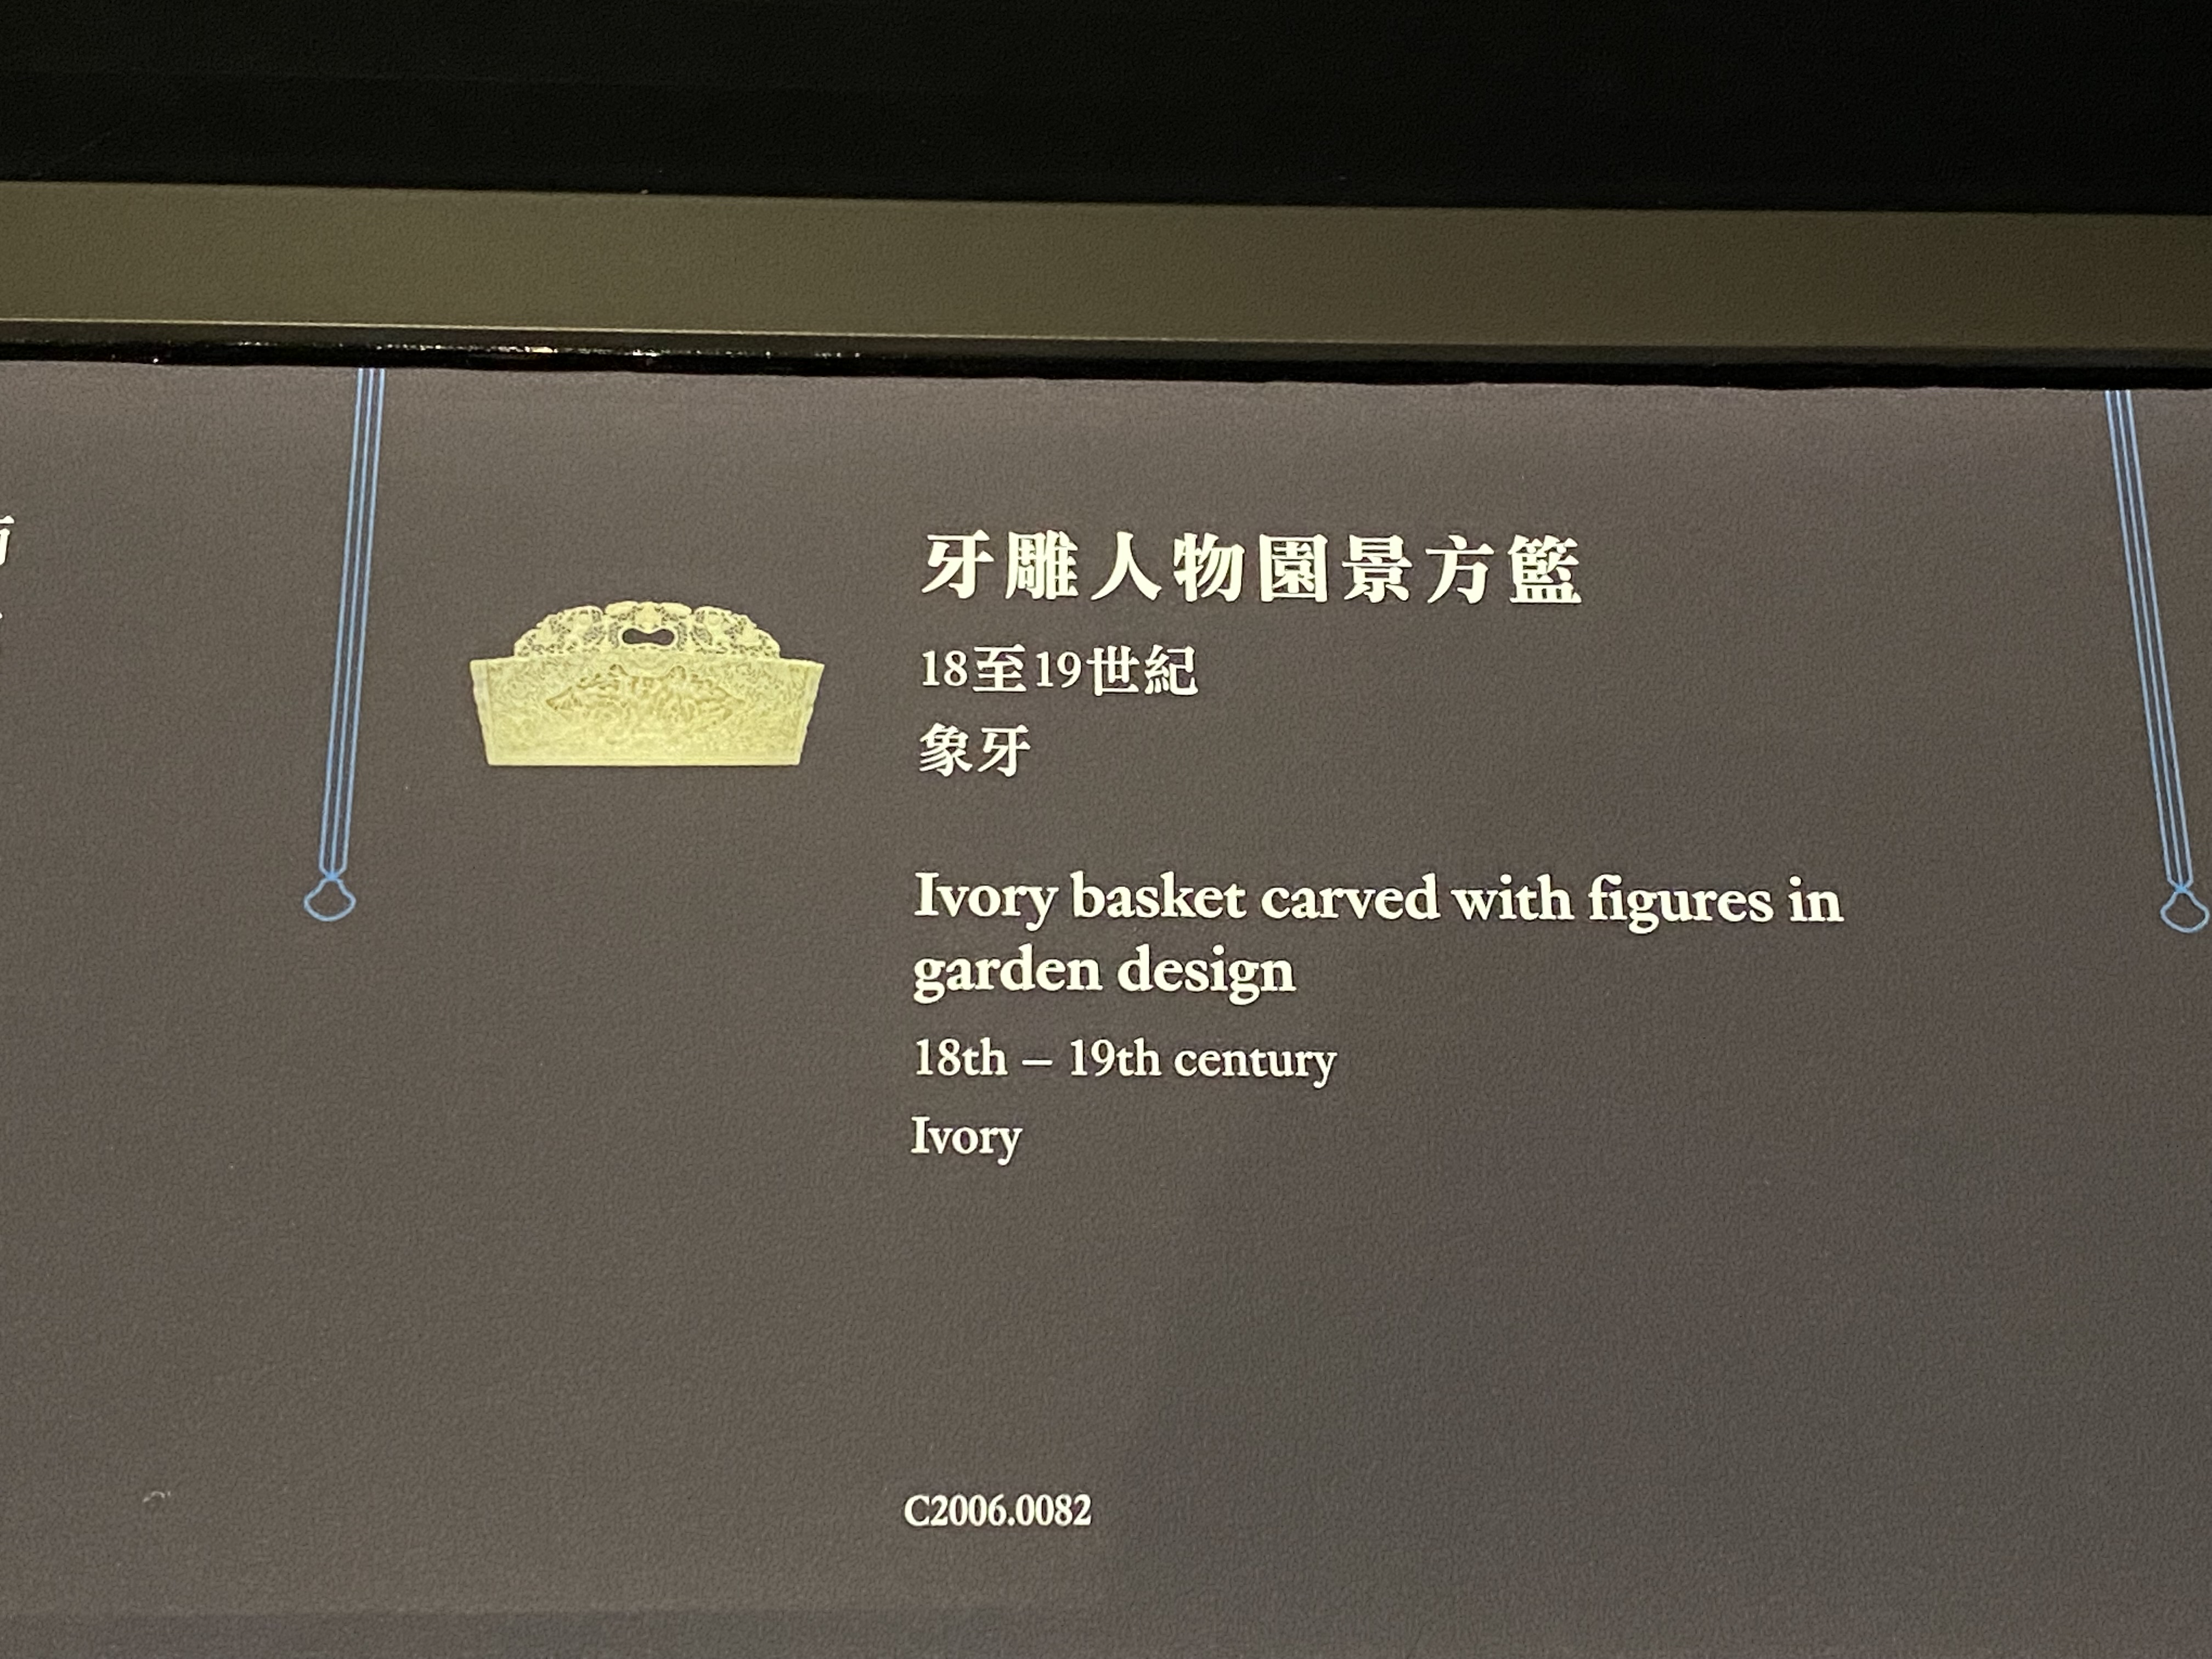 牙雕人物園景方籃
18至19世紀
象牙
Ivory basket carved with figures in
garden design
18th – 19th century
Ivory
C2006.0082